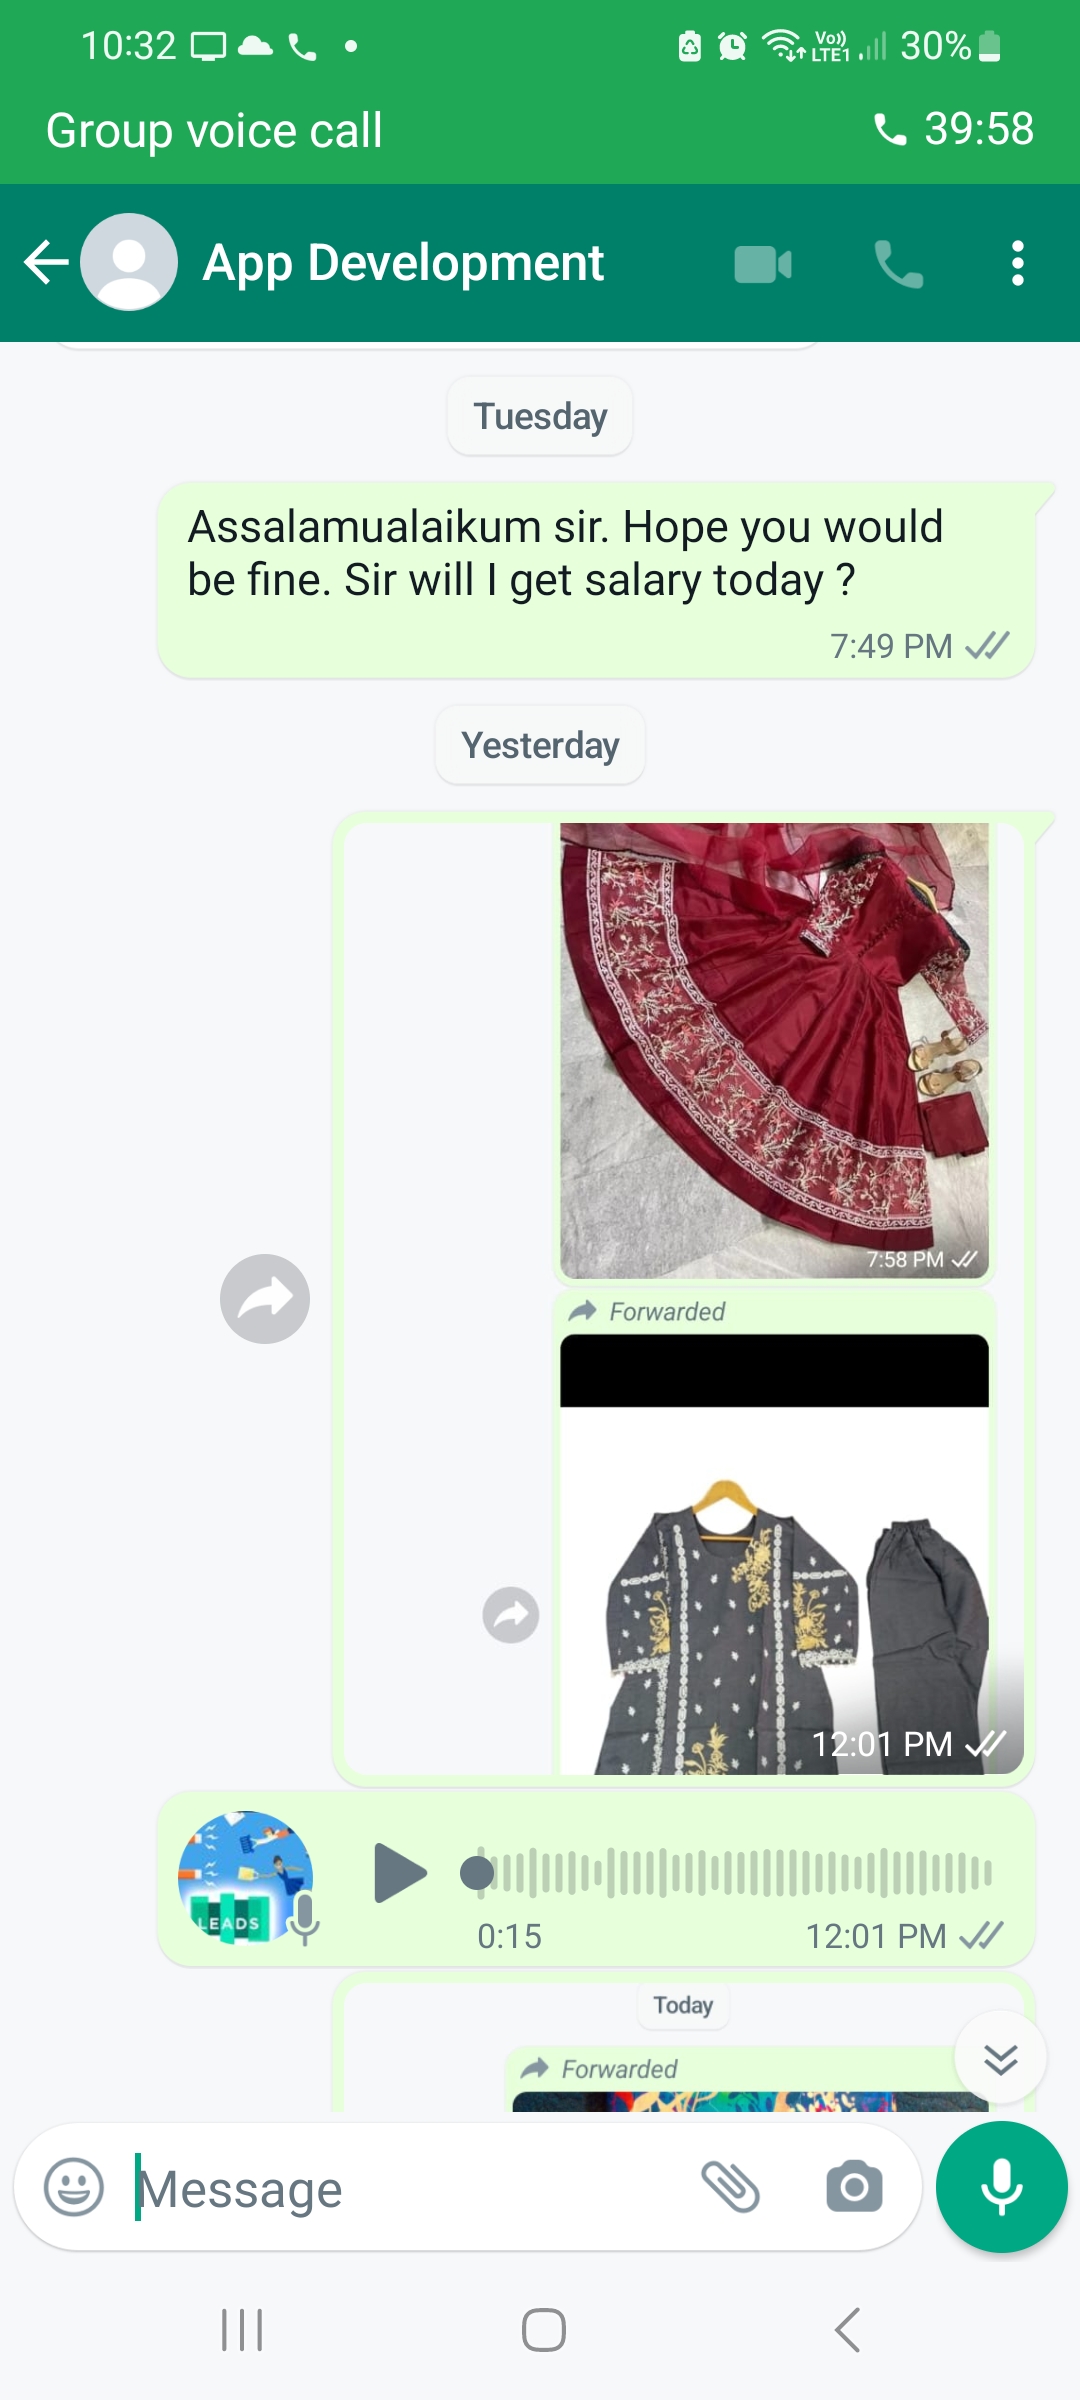 10:32
Vo))
LTE1
30%
Group voice call
39:58
App Development
Tuesday
Assalamualaikum sir. Hope you would
be fine. Sir will I get salary today ?
7:49 PM
Yesterday
7:58 PM
Forwarded
12:01 PM
LEADS
0:15
12:01 PM
Today
Forwarded
Message